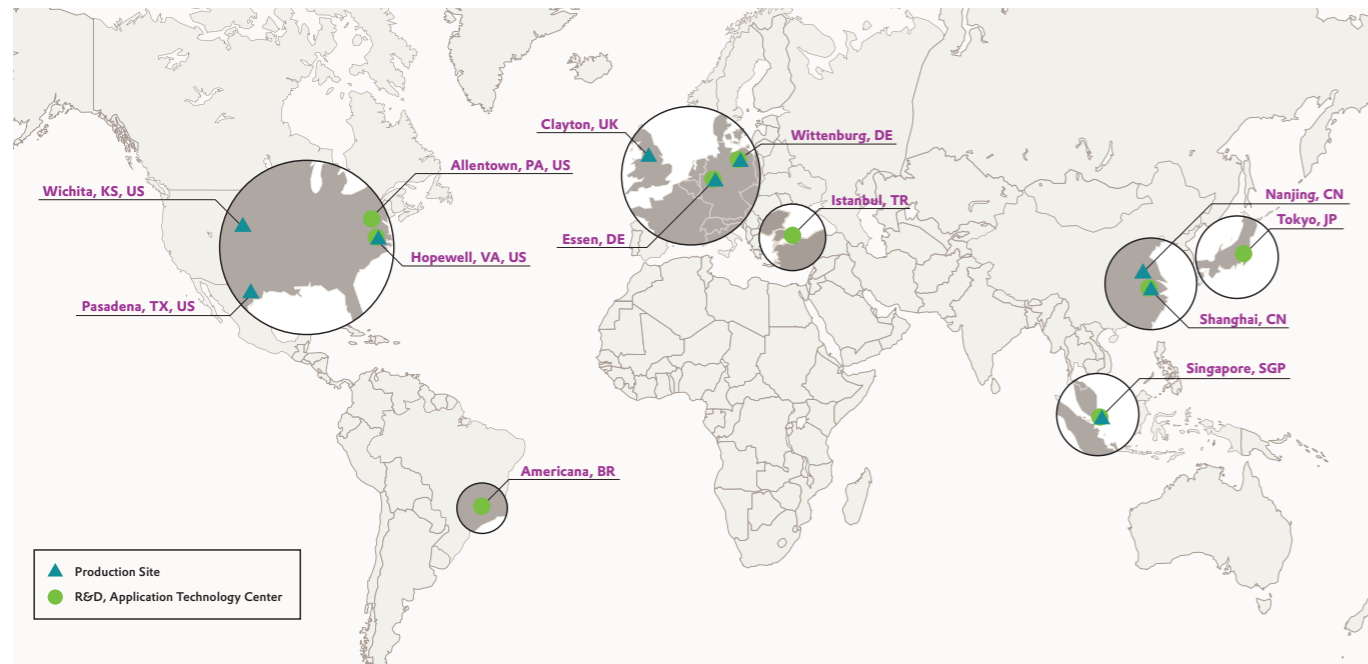 Clayton, UK
Wittenburg, DE
Allentown, PA, US
Wichita, KS, US
Istanbul, TR
Nanjing, CN
Tokyo, JP
Essen, DE
Hopewell, VA, US
Pasadena, TX, US
Shanghai, CN
Singapore, SGP
Americana, BR
Production Site
R&D, Application Technology Center